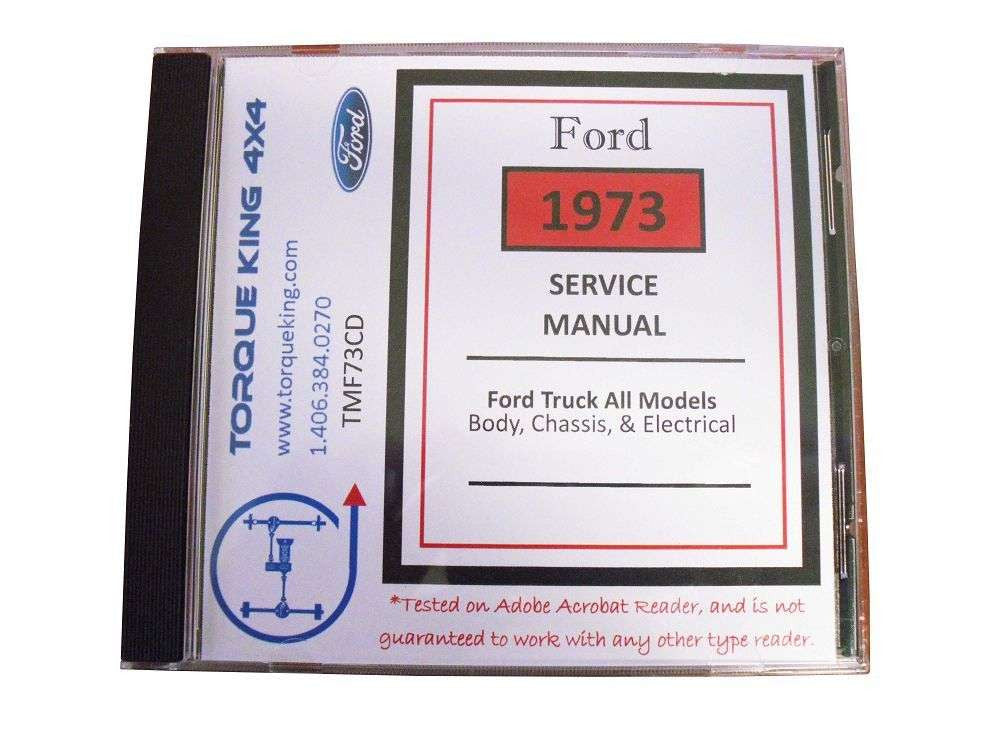 TORQUE KING 4X4
www.torqueking.com
1.406.384.0270
TMF73CD
Ford
Ford
1973
SERVICE
MANUAL
Ford Truck All Models
Body, Chassis, & Electrical
*Tested on Adobe Acrobat Reader, and is not
guaranteed to work with any other type reader.